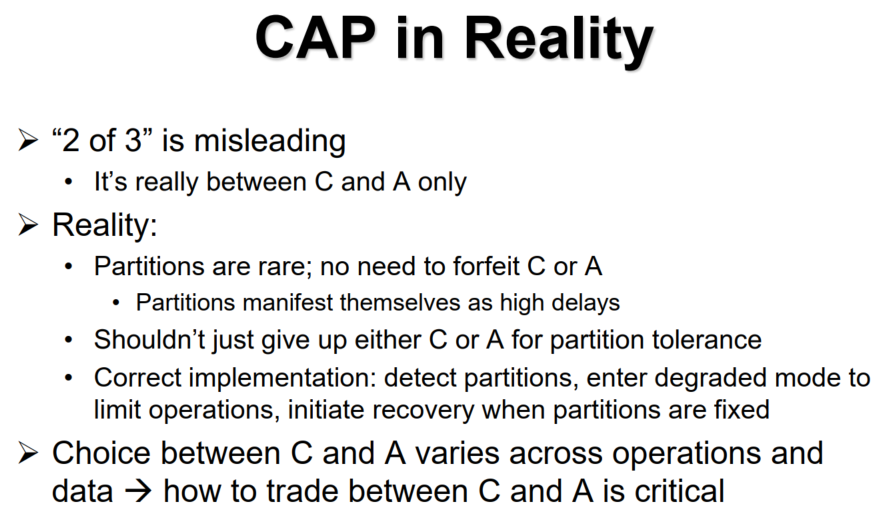 CAP in Reality
➢ “2 of 3” is misleading
• It’s really between C and A only
➢ Reality:
• Partitions are rare; no need to forfeit C or A
• Partitions manifest themselves as high delays
• Shouldn’t just give up either C or A for partition tolerance
• Correct implementation: detect partitions, enter degraded mode to
limit operations, initiate recovery when partitions are fixed
➢ Choice between C and A varies across operations and
data → how to trade between C and A is critical